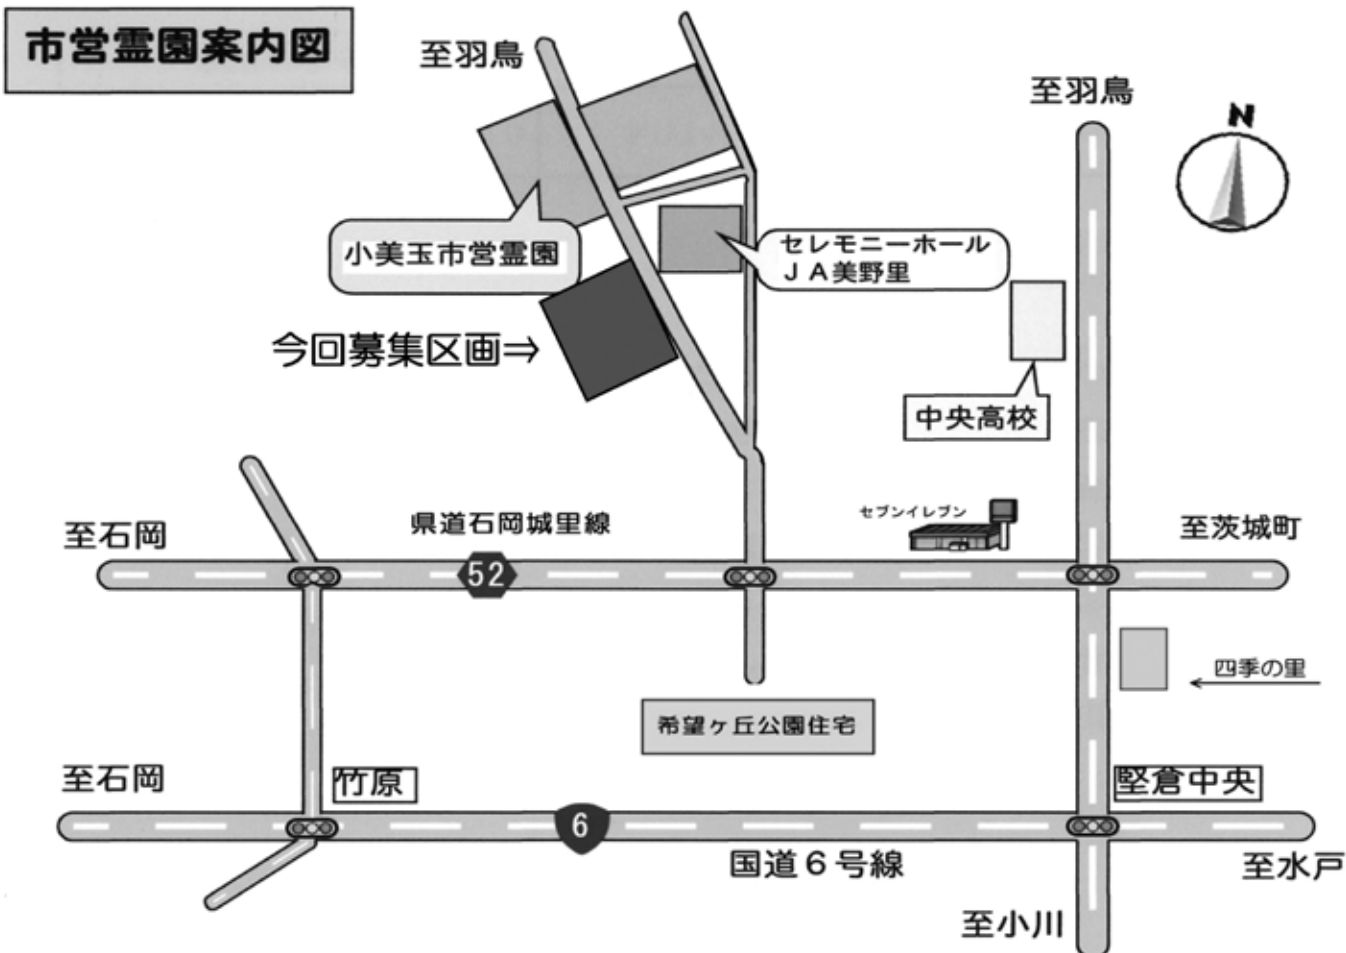 市営霊園案内図
至羽鳥
至羽鳥
N
小美玉市営霊園
セレモニーホール
ＪＡ美野里
今回募集区画⇒
中央高校
セブンイレブン
県道石岡城里線
至石岡
至茨城町
52
四季の里
希望ヶ丘公園住宅
至石岡
竹原
堅倉中央
6
国道６号線
至水戸
至小川